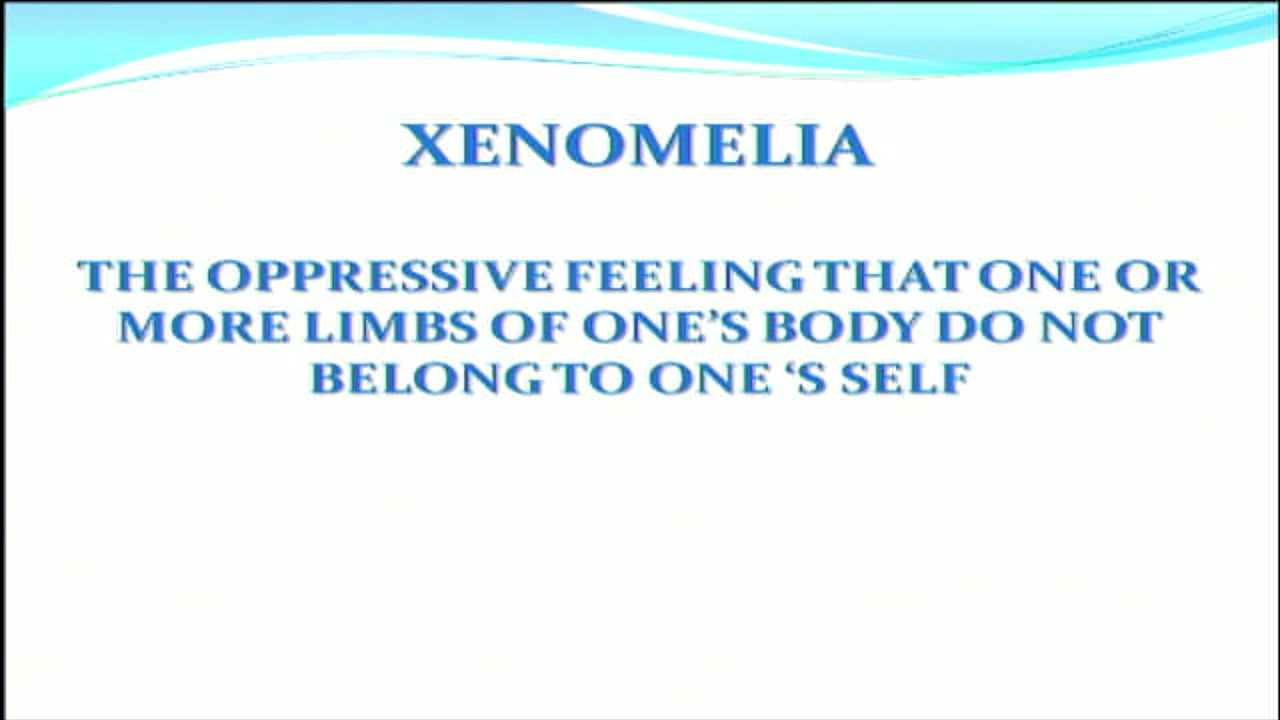 XENOMELIA
THE OPPRESSIVE FEELING THAT ONE OR
MORE LIMBS OF ONE’S BODY DO NOT
BELONG TO ONE ‘S SELF